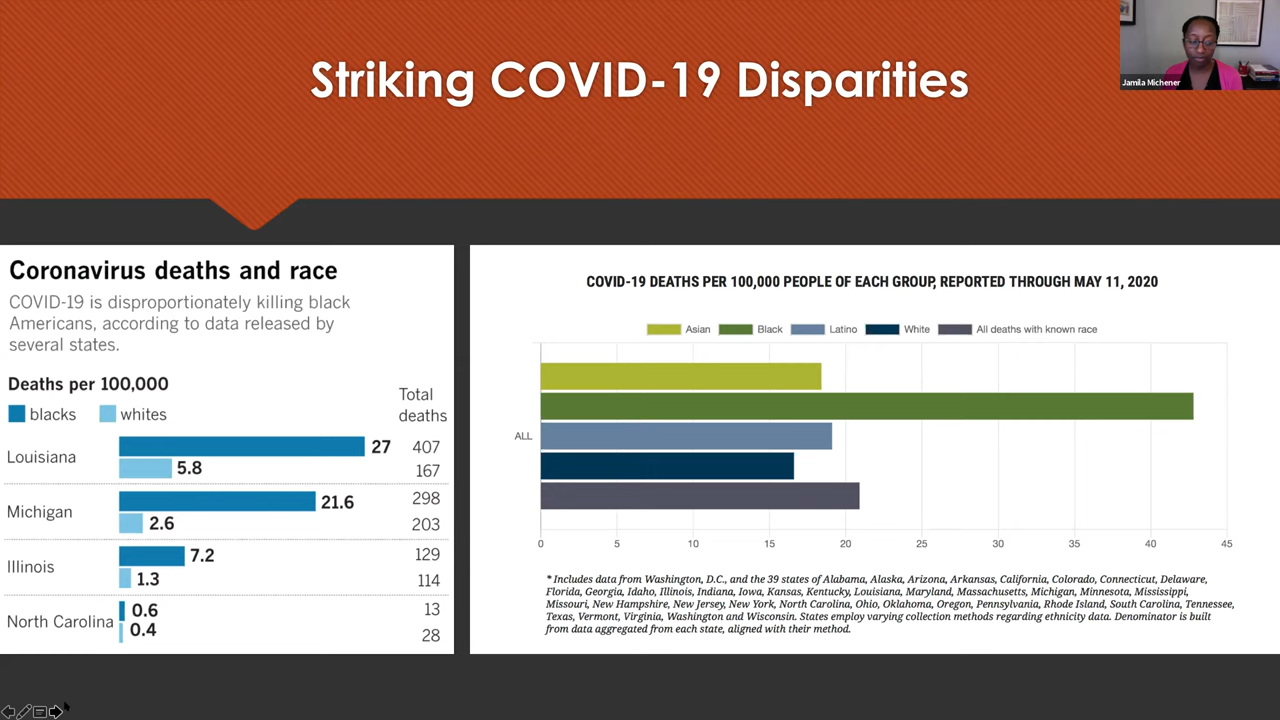 Striking COVID-19 Disparities
Jamila Michener
Coronavirus deaths and race
COVID-19 is disproportionately killing black
Americans, according to data released by
several states.
Deaths per 100,000
Total
deaths
blacks whites
Louisiana 27 407
5.8 167
Michigan 21.6 298
2.6 203
Illinois 7.2 129
1.3 114
North Carolina 0.6 13
0.4 28
COVID-19 DEATHS PER 100,000 PEOPLE OF EACH GROUP, REPORTED THROUGH MAY 11, 2020
Asian Black Latino White All deaths with known race
ALL
0 5 10 15 20 25 30 35 40 45
* Includes data from Washington, D.C., and the 39 states of Alabama, Alaska, Arizona, Arkansas, California, Colorado, Connecticut, Delaware,
Florida, Georgia, Idaho, Illinois, Indiana, Iowa, Kansas, Kentucky, Louisiana, Maryland, Massachusetts, Michigan, Minnesota, Mississippi,
Missouri, New Hampshire, New Jersey, New York, North Carolina, Ohio, Oklahoma, Oregon, Pennsylvania, Rhode Island, South Carolina, Tennessee,
Texas, Vermont, Virginia, Washington and Wisconsin. States employ varying collection methods regarding ethnicity data. Denominator is built
from data aggregated from each state, aligned with their method.